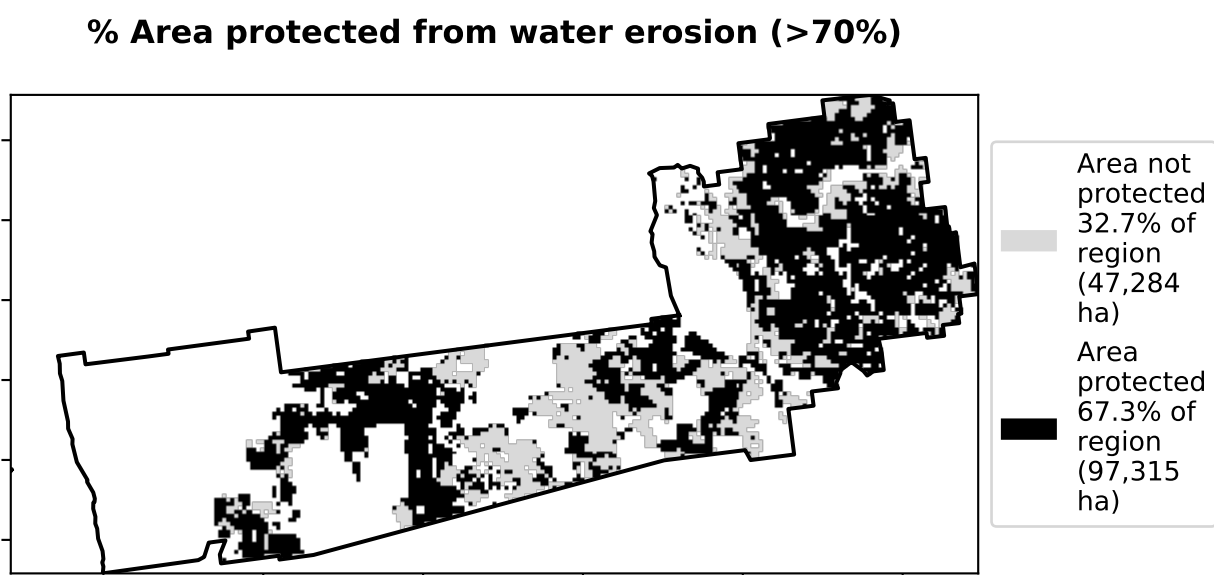 % Area protected from water erosion (>70%)
Area not
protected
32.7% of
region
(47,284
ha)
Area
protected
67.3% of
region
(97,315
ha)